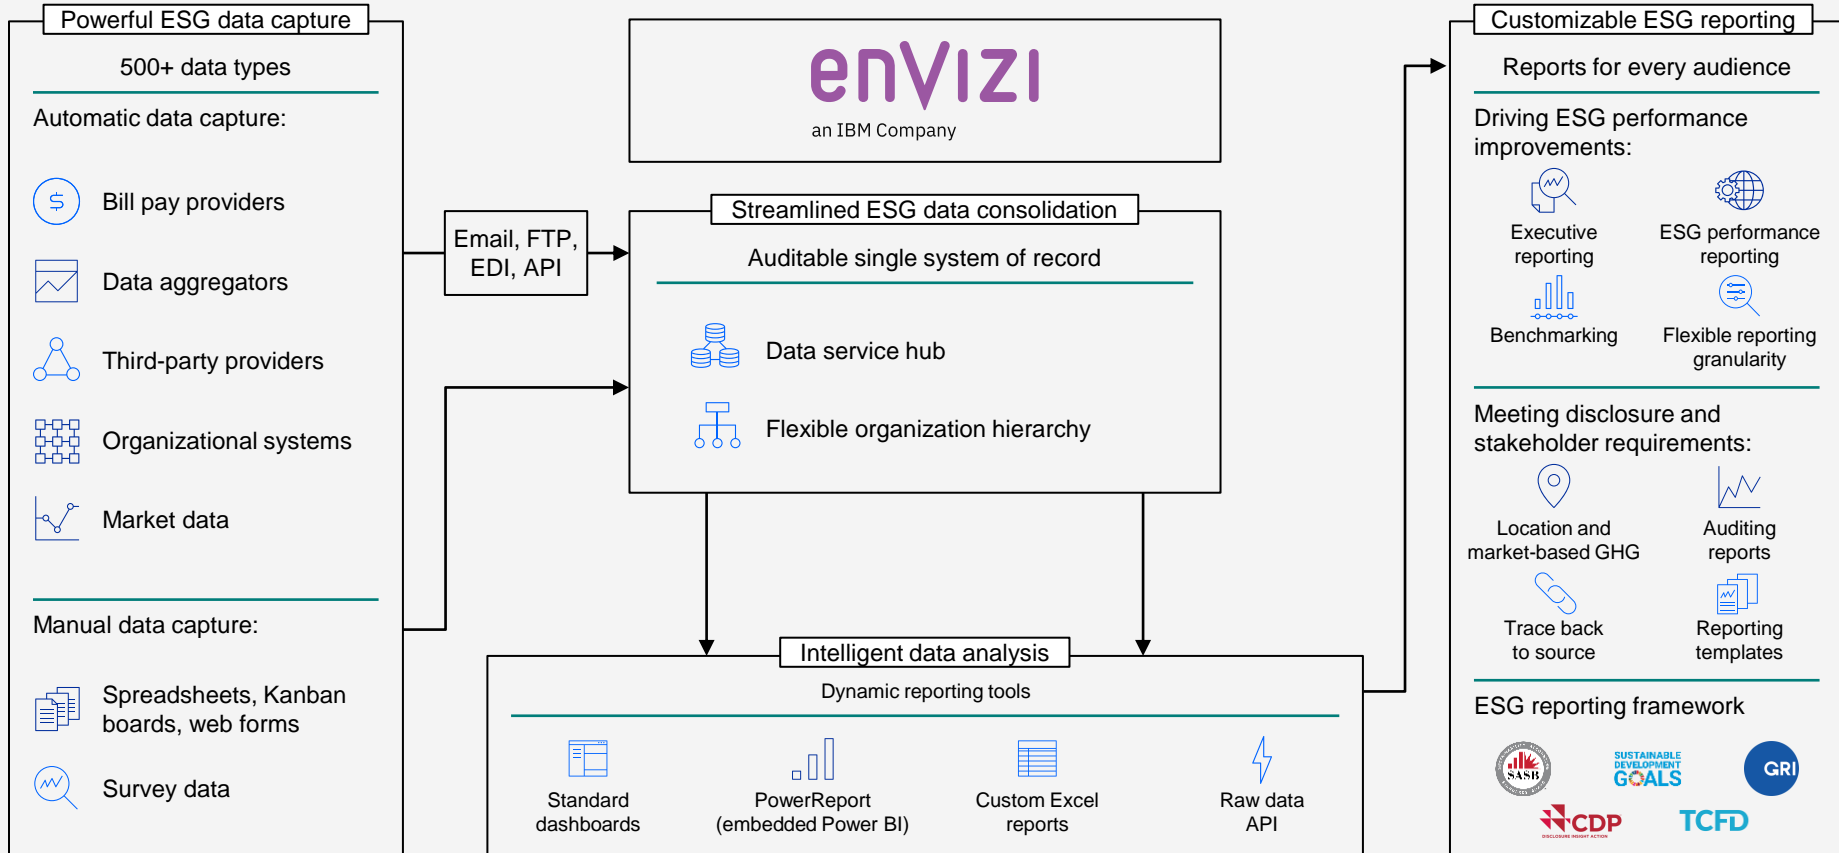 Powerful ESG data capture
500+ data types
Automatic data capture:
Bill pay providers
Data aggregators
Third-party providers
Organizational systems
Market data
Manual data capture:
Spreadsheets, Kanban
boards, web forms
Survey data
Email, FTP,
EDI, API
enVIZI
an IBM Company
Streamlined ESG data consolidation
Auditable single system of record
Data service hub
Flexible organization hierarchy
Intelligent data analysis
Dynamic reporting tools
Standard
dashboards
PowerReport
(embedded Power BI)
Custom Excel
reports
Raw data
API
Customizable ESG reporting
Reports for every audience
Driving ESG performance
improvements:
Executive
reporting
ESG performance
reporting
Benchmarking
Flexible reporting
granularity
Meeting disclosure and
stakeholder requirements:
Location and
market-based GHG
Auditing
reports
Trace back
to source
Reporting
templates
ESG reporting framework
SASB
SUSTAINABLE
DEVELOPMENT
GOALS
GRI
CDP
DISCLOSURE INSIGHT ACTION
TCFD